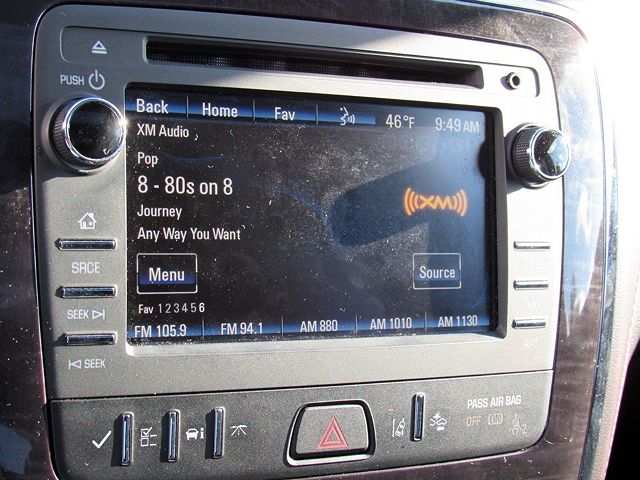 PUSH
Back Home Fav 46°F 9:49 AM
XM Audio
Pop
8 - 80s on 8
((XM))
Journey
Any Way You Want
SRCE
Menu
Source
Fav 1 2 3 4 5 6
SEEK
FM 105.9 FM 94.1 AM 880 AM 1010 AM 1130
SEEK
RPT
PASS AIR BAG
OFF